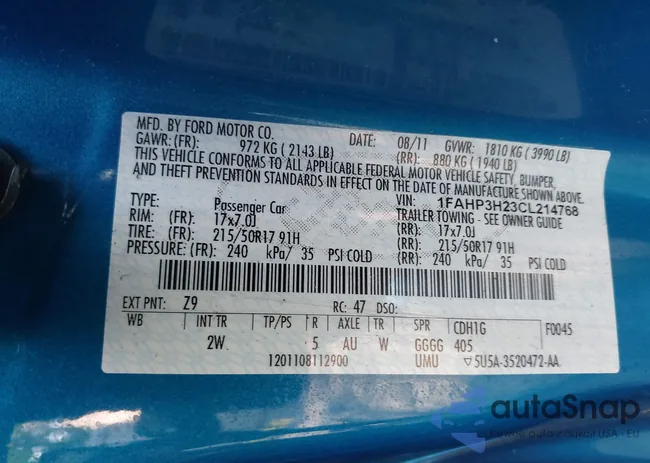 MFD. BY FORD MOTOR CO. DATE: 08/11 GVWR: 1810 KG ( 3990 LB)
GAWR: (FR): 972 KG ( 2143 LB) (RR): 880 KG ( 1940 LB)
THIS VEHICLE CONFORMS TO ALL APPLICABLE FEDERAL MOTOR VEHICLE SAFETY, BUMPER,
AND THEFT PREVENTION STANDARDS IN EFFECT ON THE DATE OF MANUFACTURE SHOWN ABOVE.
VIN: 1FAHP3H23CL214768
TYPE: Passenger Car TRAILER TOWING - SEE OWNER GUIDE
RIM: (FR): 17x7.0J (RR): 17x7.0J
TIRE: (FR): 215/50R17 91H (RR): 215/50R17 91H
PRESSURE: (FR): 240 kPa/ 35 PSI COLD (RR): 240 kPa/ 35 PSI COLD
EXT PNT: Z9 RC: 47 DSO:
WB INT TR TP/PS R AXLE TR SPR CDH1G F0045
2W 5 AU W GGGG 405
1201108112900 UMU ▽5U5A-3520472-AA
autaSnap